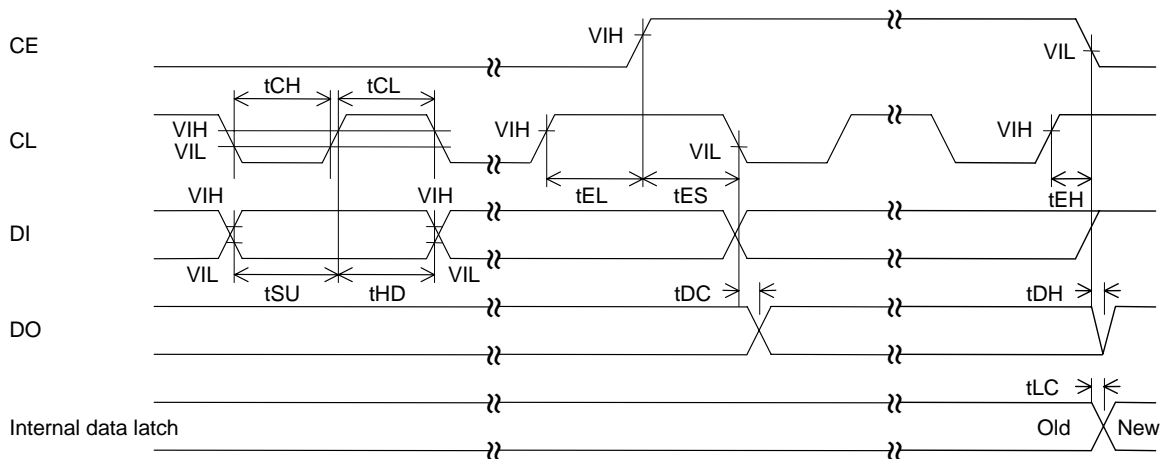 CE
VIH
VIL
tCH
tCL
CL
VIH
VIL
VIH
VIL
VIH
tEL
tES
tEH
DI
VIH
VIH
VIL
VIL
tSU
tHD
DO
tDC
tDH
tLC
Internal data latch
Old
New